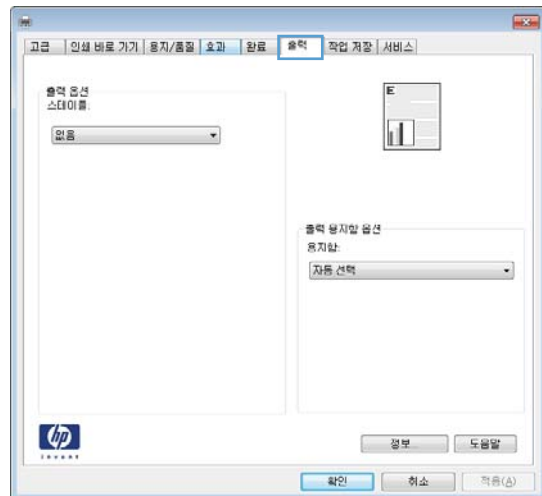 고급 인쇄 바로 가기 용지/품질 효과 완료 출력 작업 저장 서비스
출력 옵션
스테이플:
없음
E
출력 용지함 옵션
용지함:
자동 선택
hp
invent
정보... 도움말
확인 취소 적용(A)